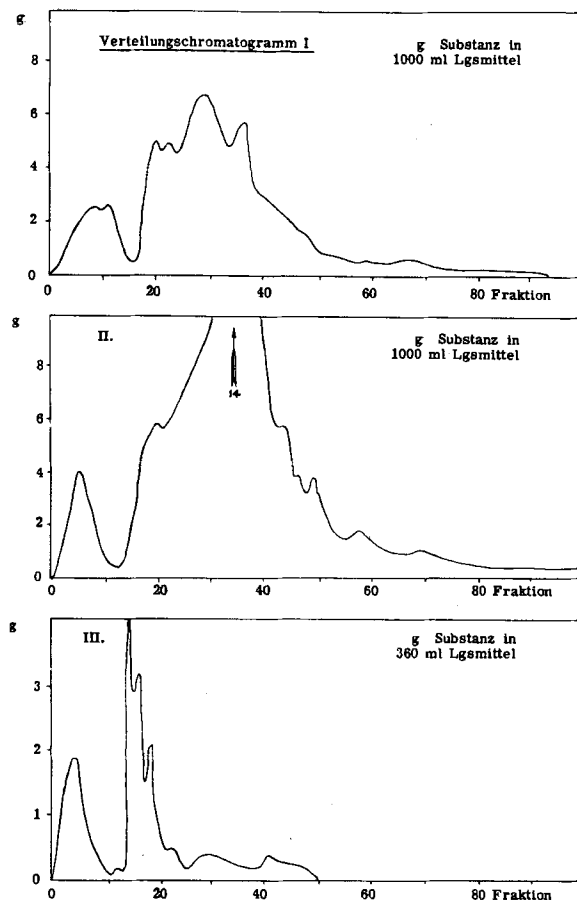 g
Verteilungschromatogramm I
g Substanz in
1000 ml Lgsmittel
8
6
4
2
0
0 20 40 60 80 Fraktion
g
II.
g Substanz in
1000 ml Lgsmittel
8
6
4
2
0
14
0 20 40 60 80 Fraktion
g
III.
g Substanz in
360 ml Lgsmittel
3
2
1
0
0 20 40 60 80 Fraktion